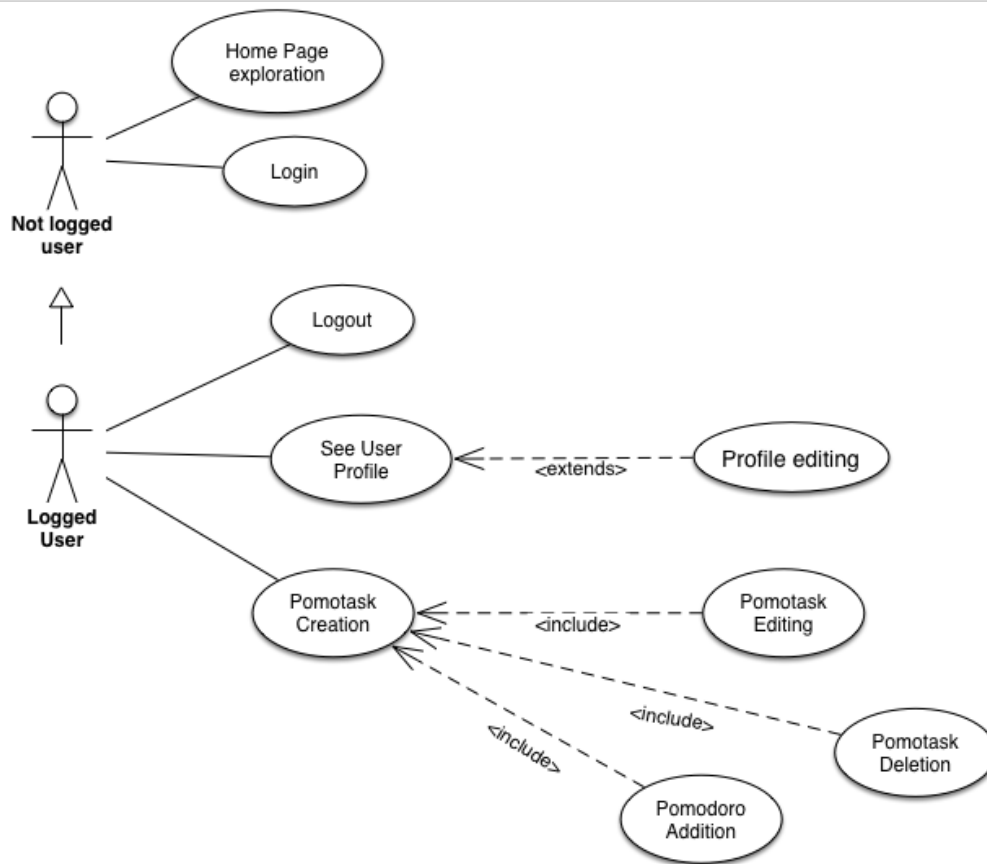 Home Page
exploration
Login
Not logged
user
Logout
See User
Profile
<extends>
Profile editing
Logged
User
Pomotask
Creation
<include>
Pomotask
Editing
<include>
Pomotask
Deletion
<include>
Pomodoro
Addition